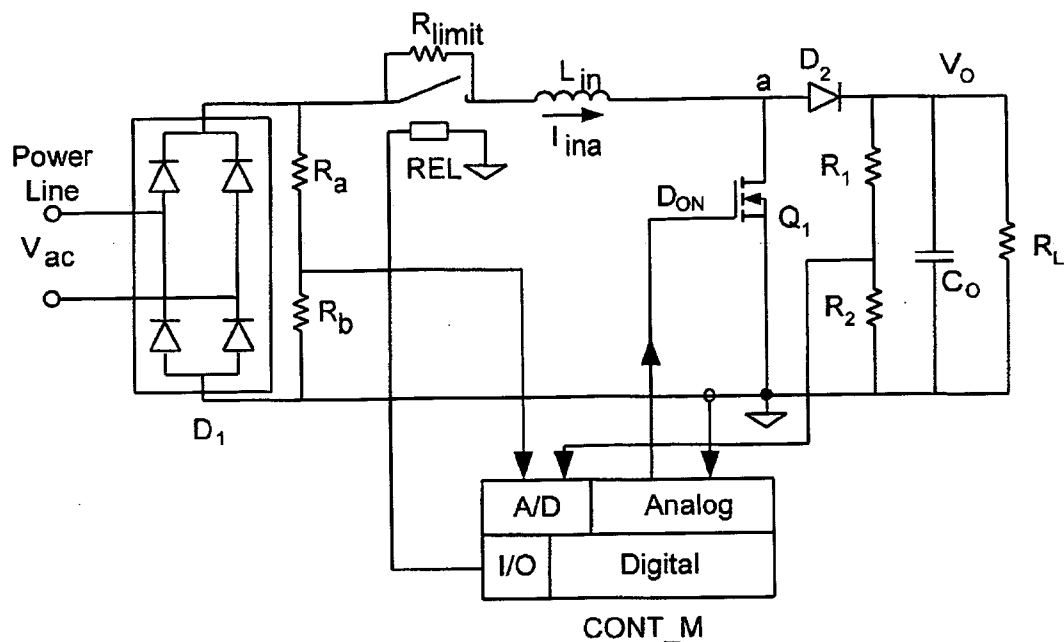 R_limit
L_in
a
D_2
V_O
I_ina
Power
Line
V_ac
R_a
REL
R_1
D_ON
Q_1
R_b
R_2
C_O
R_L
D_1
A/D
Analog
I/O
Digital
CONT_M